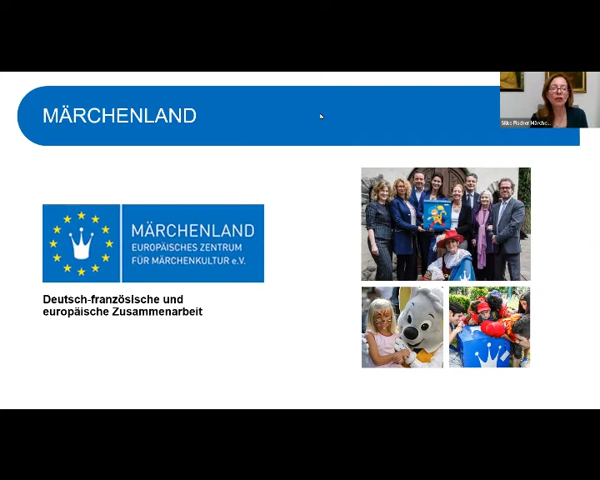 MÄRCHENLAND
MÄRCHENLAND
EUROPÄISCHES ZENTRUM
FÜR MÄRCHENKULTUR e.V.
Deutsch-französische und
europäische Zusammenarbeit